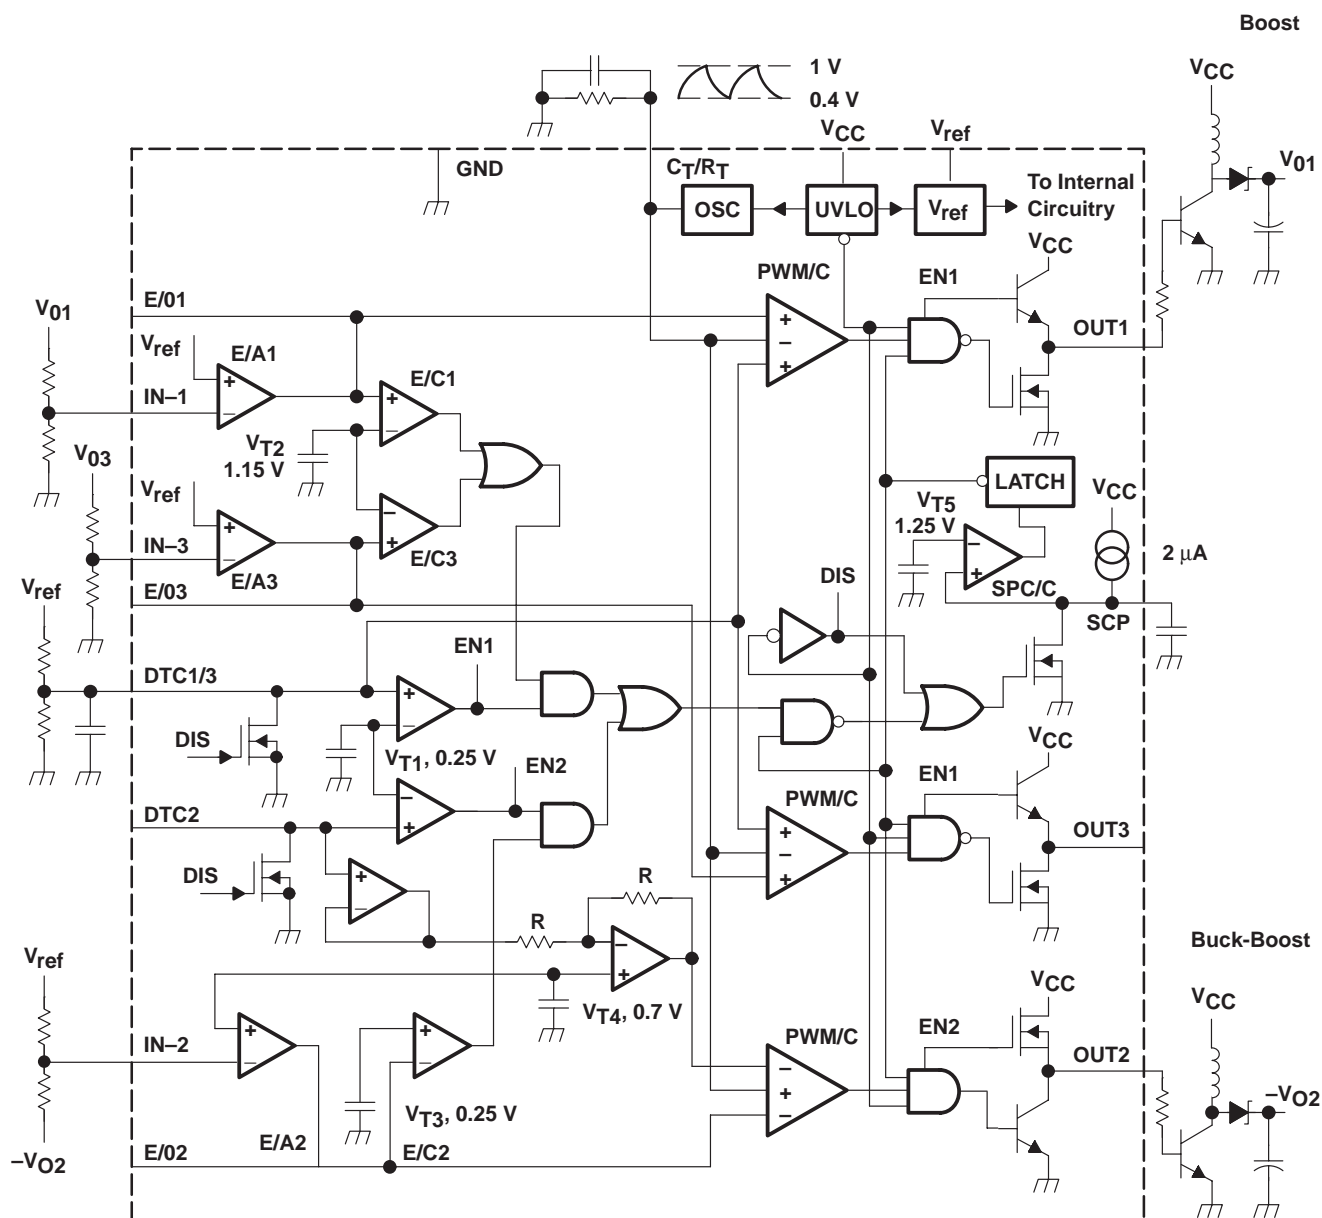 Boost
VCC
1 V
0.4 V
VCC
Vref
V01
GND
CT/RT
OSC
UVLO
Vref
To Internal
Circuitry
VCC
PWM/C
EN1
E/01
V01
OUT1
Vref
E/A1
E/C1
IN–1
VT2
1.15 V
V03
LATCH
VCC
Vref
VT5
1.25 V
2 µA
IN–3
E/C3
E/A3
DIS
SPC/C
Vref
E/03
SCP
EN1
DTC1/3
DIS
VT1, 0.25 V
VCC
EN2
EN1
PWM/C
DTC2
OUT3
DIS
R
R
Buck-Boost
Vref
VCC
VCC
VT4, 0.7 V
PWM/C
EN2
IN–2
OUT2
VT3, 0.25 V
–VO2
E/A2
E/C2
E/02
–VO2